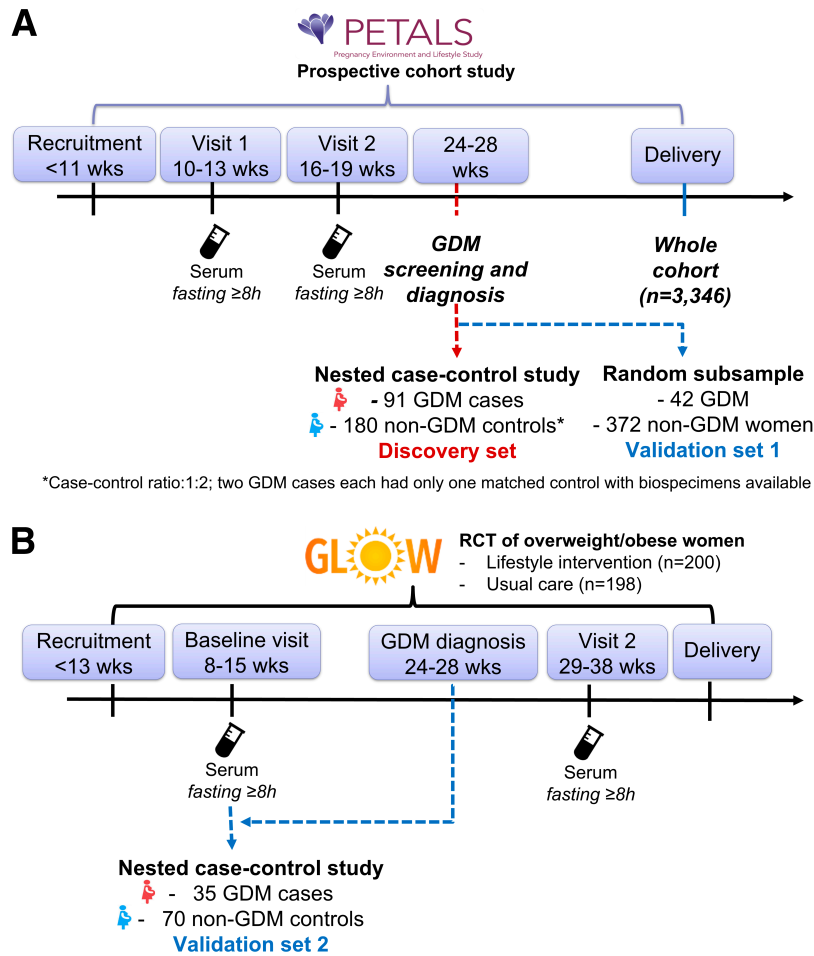 A
PETALS
Pregnancy Environment and Lifestyle Study
Prospective cohort study
Recruitment
<11 wks
Visit 1
10-13 wks
Visit 2
16-19 wks
24-28
wks
Delivery
Serum
fasting ≥8h
Serum
fasting ≥8h
GDM
screening and
diagnosis
Whole
cohort
(n=3,346)
Nested case-control study
- 91 GDM cases
- 180 non-GDM controls*
Discovery set
Random subsample
- 42 GDM
- 372 non-GDM women
Validation set 1
*Case-control ratio:1:2; two GDM cases each had only one matched control with biospecimens available
B
GLOW
RCT of overweight/obese women
- Lifestyle intervention (n=200)
- Usual care (n=198)
Recruitment
<13 wks
Baseline visit
8-15 wks
GDM diagnosis
24-28 wks
Visit 2
29-38 wks
Delivery
Serum
fasting ≥8h
Serum
fasting ≥8h
Nested case-control study
- 35 GDM cases
- 70 non-GDM controls
Validation set 2